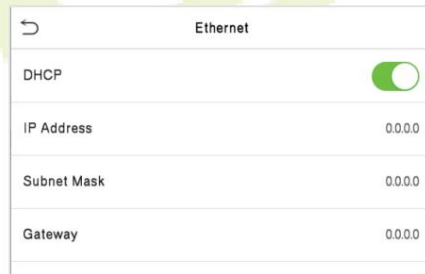 Ethernet
DHCP
IP Address 0.0.0.0
Subnet Mask 0.0.0.0
Gateway 0.0.0.0